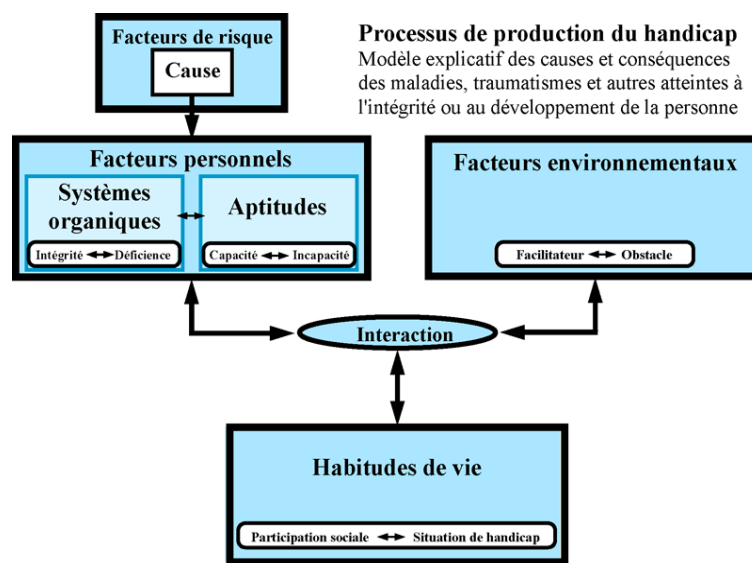 Facteurs de risque
Cause
Processus de production du handicap
Modèle explicatif des causes et conséquences
des maladies, traumatismes et autres atteintes à
l'intégrité ou au développement de la personne
Facteurs personnels
Systèmes
organiques
Aptitudes
Intégrité Déficience
Capacité Incapacité
Facteurs environnementaux
Facilitateur Obstacle
Interaction
Habitudes de vie
Participation sociale Situation de handicap